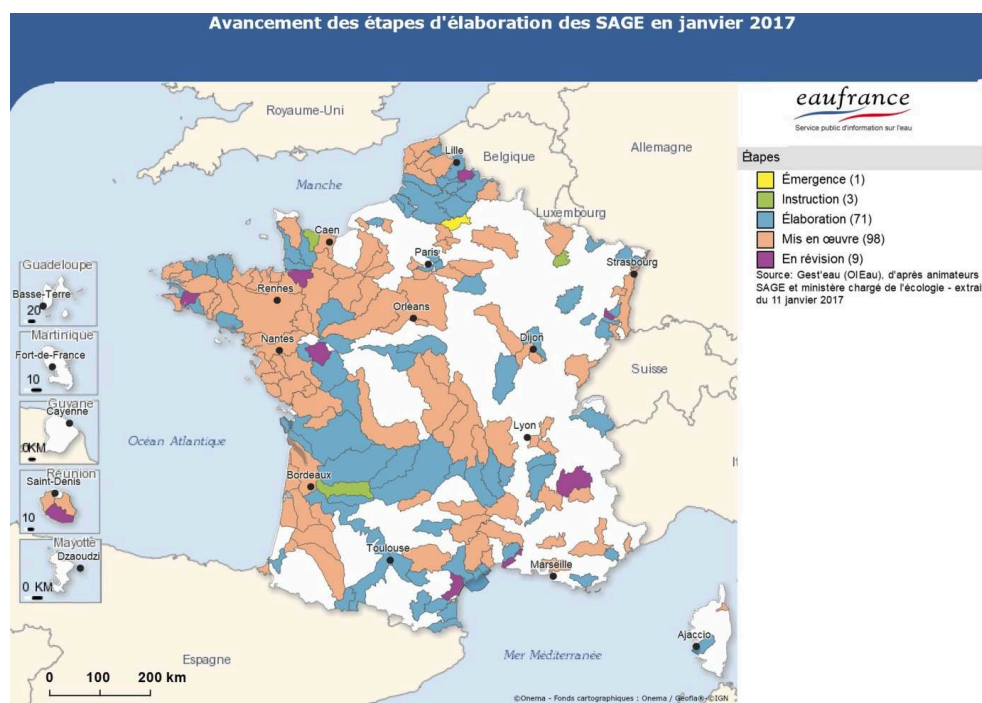 Avancement des étapes d'élaboration des SAGE en janvier 2017
eaufrance
Service public d'information sur l'eau
Étapes
Émergence (1)
Instruction (3)
Élaboration (71)
Mis en œuvre (98)
En révision (9)
Source: Gest'eau (OIEau), d'après animateurs
SAGE et ministère chargé de l'écologie - extrai
du 11 janvier 2017
Royaume-Uni
Allemagne
Lille
Belgique
Manche
Luxembourg
Caen
Paris
Strasbourg
Guadeloupe
Basse-Terre
20
Rennes
Orléans
Martinique
Fort-de-France
10
Nantes
Dijon
Suisse
Guyane
Cayenne
0KM
Océan Atlantique
Lyon
Réunion
Saint-Denis
10
Bordeaux
Mayotte
Dzaoudzi
0 KM
Toulouse
Marseille
Ajaccio
Espagne
Mer Méditerranée
0 100 200 km
©Onema - Fonds cartographiques : Onema / Géofla®-©IGN